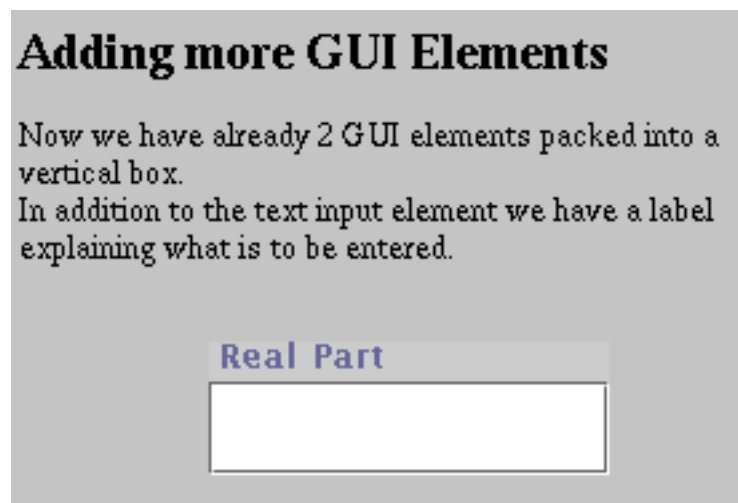 Adding more GUI Elements
Now we have already 2 GUI elements packed into a
vertical box.
In addition to the text input element we have a label
explaining what is to be entered.
Real Part